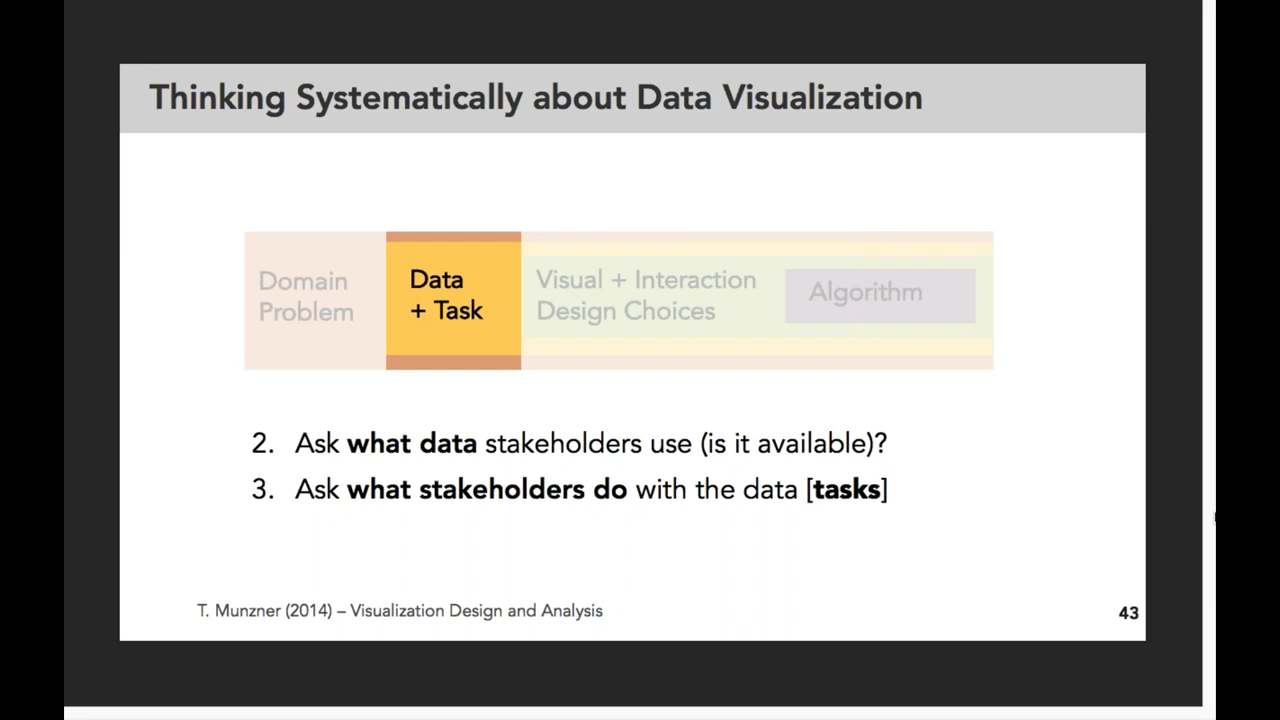 Thinking Systematically about Data Visualization
Domain
Problem
Data
+ Task
Visual + Interaction
Design Choices
Algorithm
2. Ask what data stakeholders use (is it available)?
3. Ask what stakeholders do with the data [tasks]
T. Munzner (2014) – Visualization Design and Analysis
43